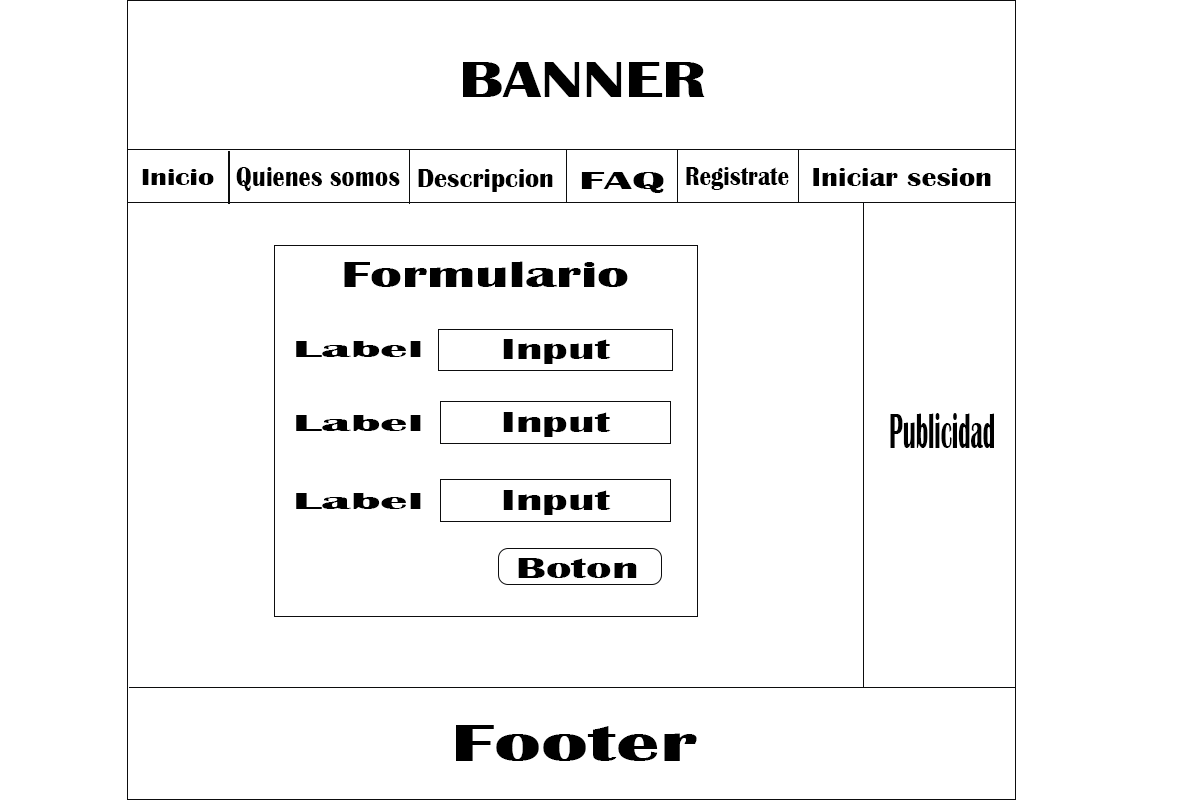 BANNER
Inicio Quienes somos Descripcion FAQ Registrate Iniciar sesion
Formulario
Label Input
Label Input
Label Input
Boton
Publicidad
Footer